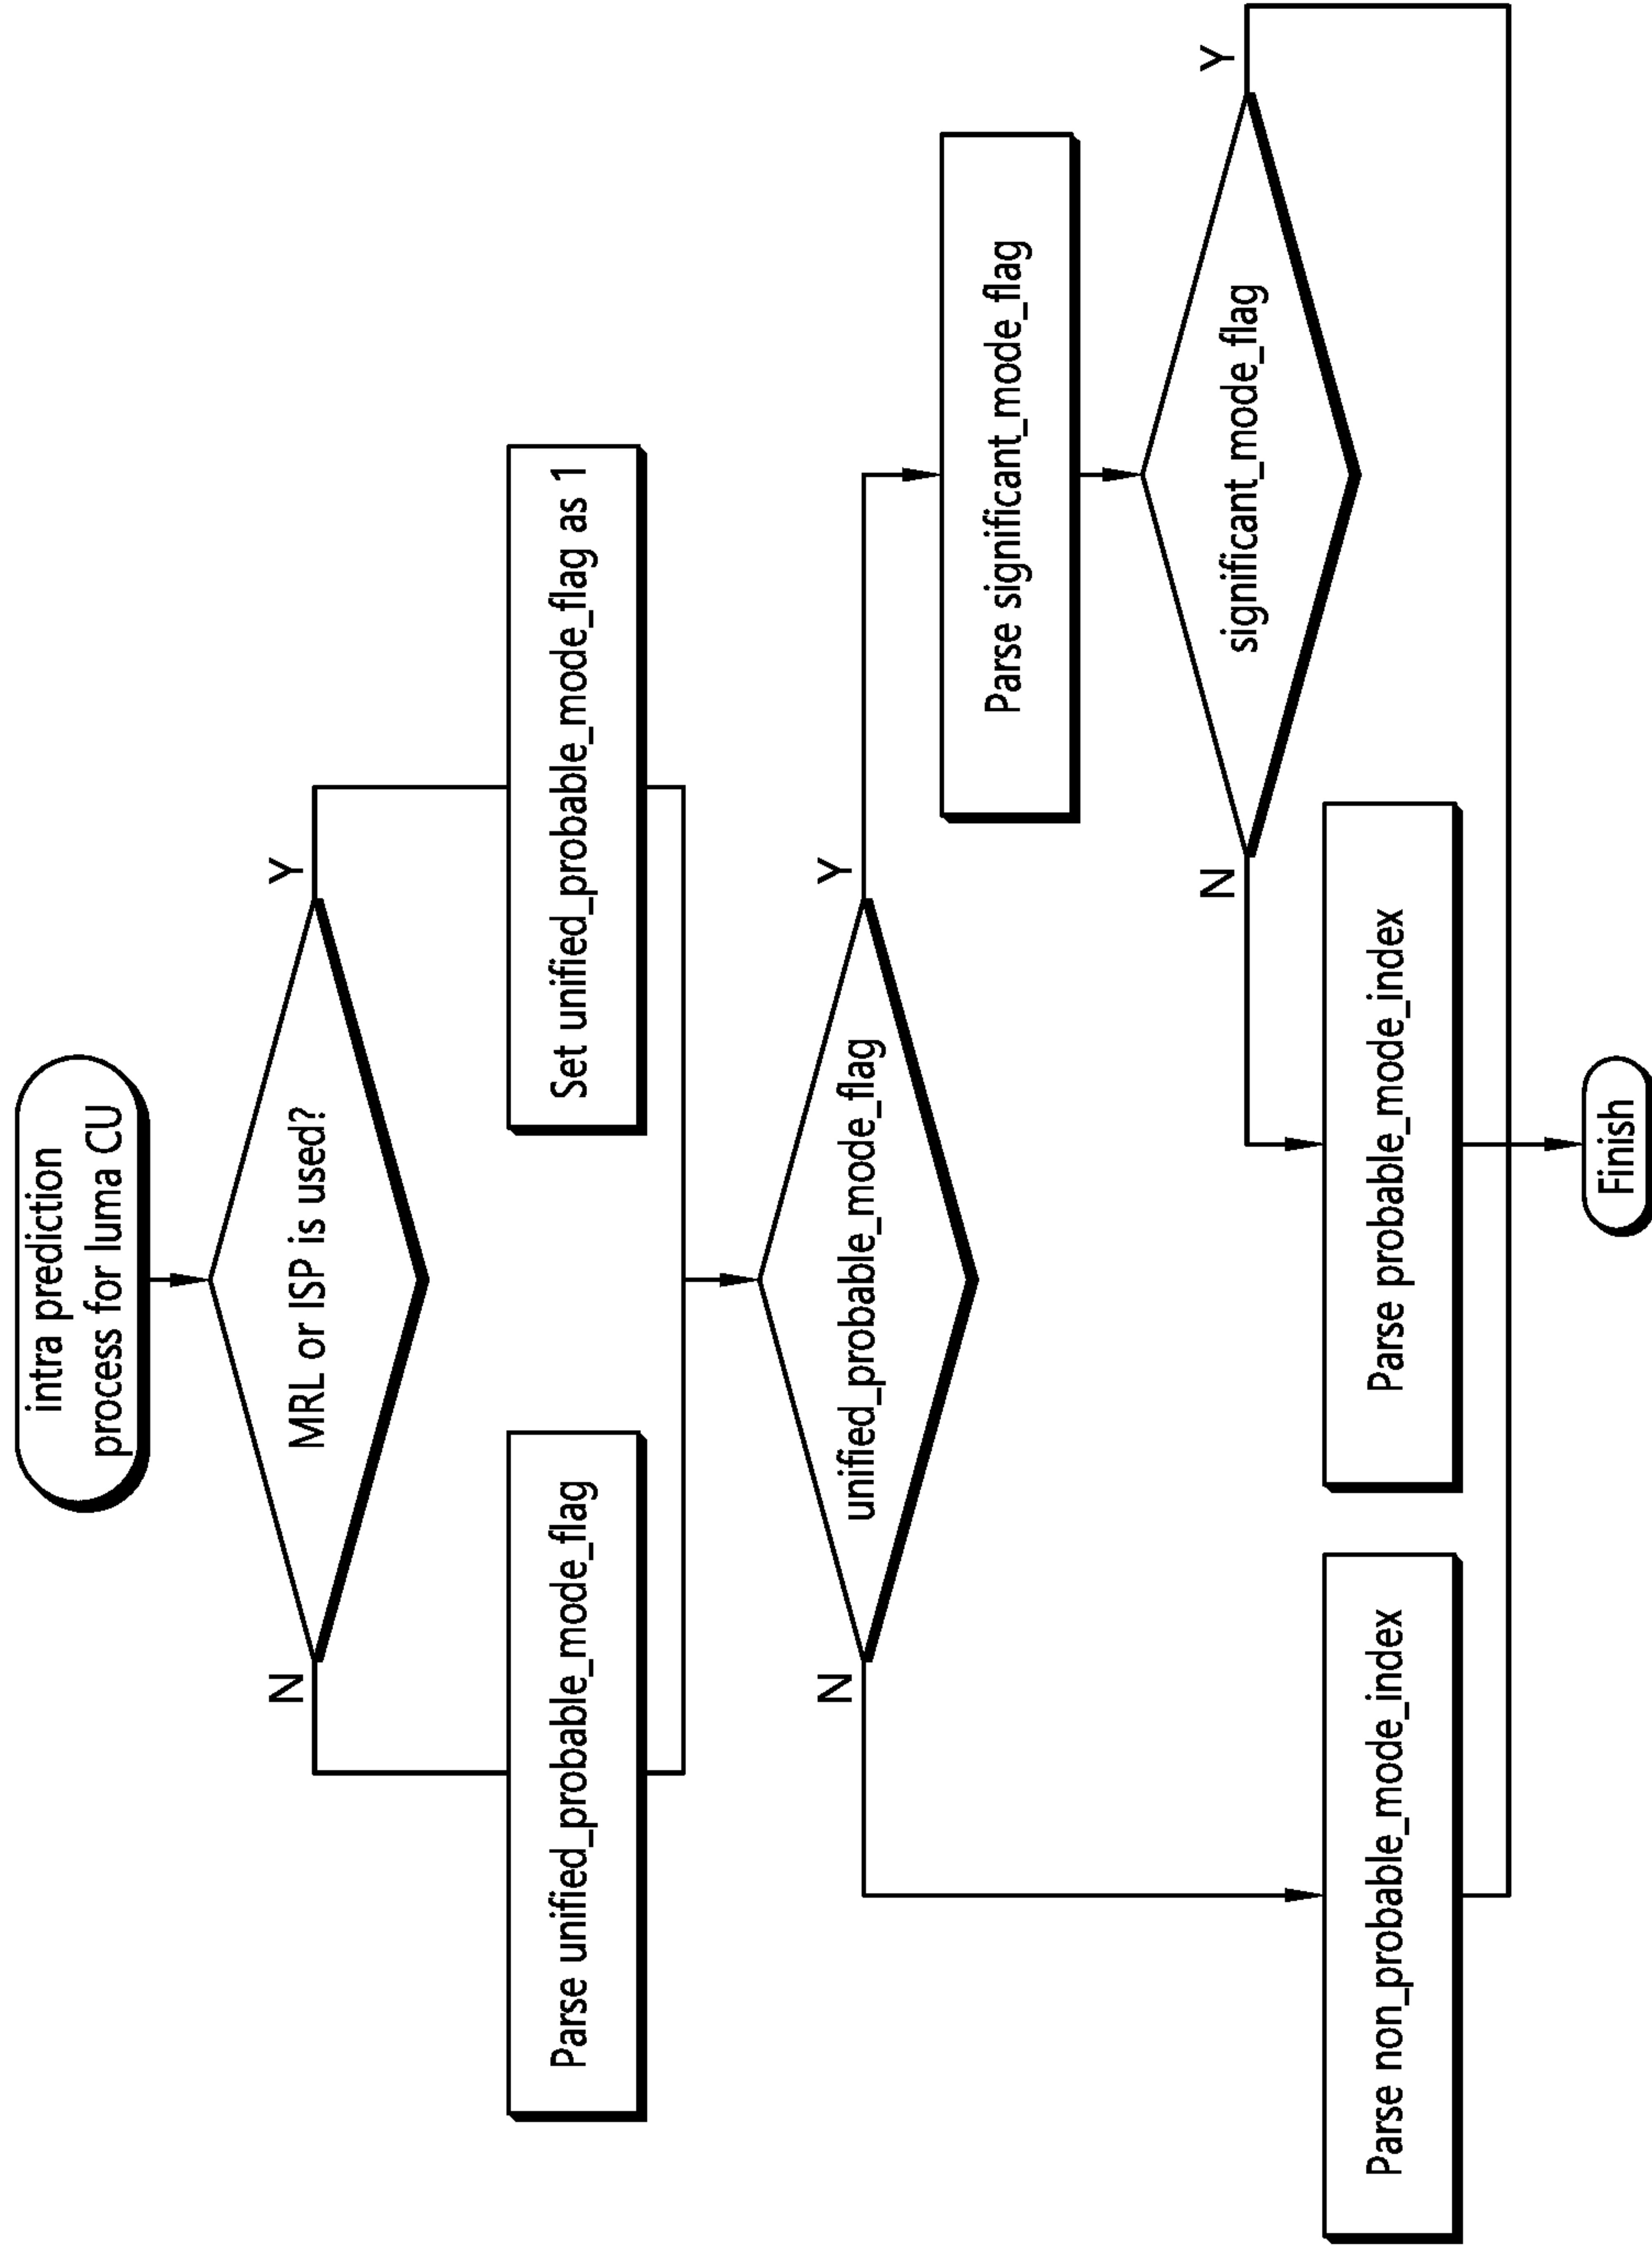 intra prediction
process for luma CU
MRL or ISP is used?
N
Y
Parse unified_probable_mode_flag
Set unified_probable_mode_flag as 1
unified_probable_mode_flag
N
Y
Parse significant_mode_flag
significant_mode_flag
N
Y
Parse non_probable_mode_index
Parse probable_mode_index
Finish